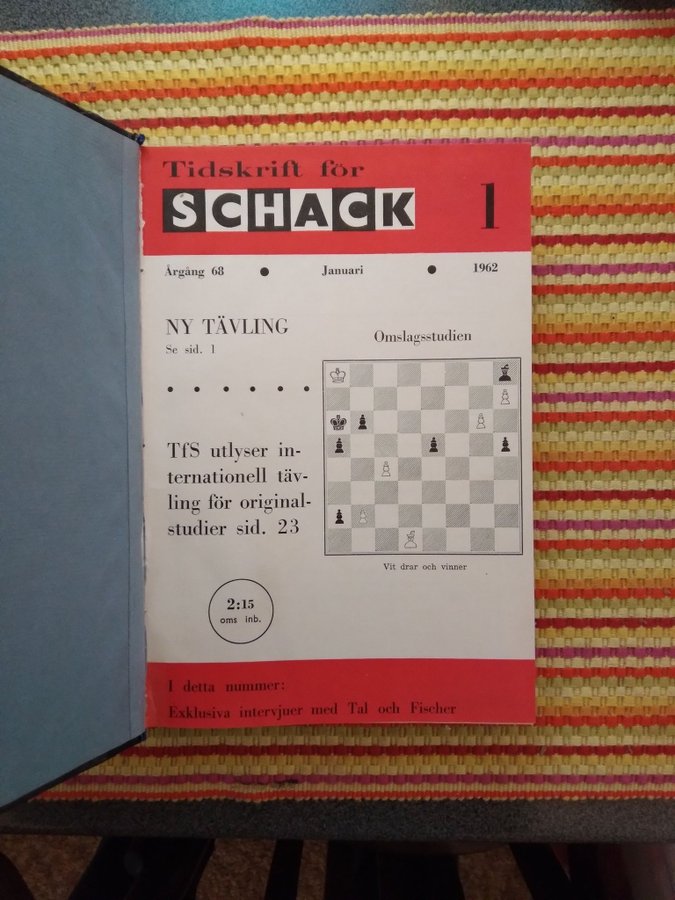 Tidskrift för
SCHACK 1
Årgång 68 • Januari • 1962
NY TÄVLING
Se sid. 1
• • • • • •
TfS utlyser in-
ternationell täv-
ling för original-
studier sid. 23
Omslagsstudien
Vit drar och vinner
2:15
oms inb.
I detta nummer:
Exklusiva intervjuer med Tal och Fischer